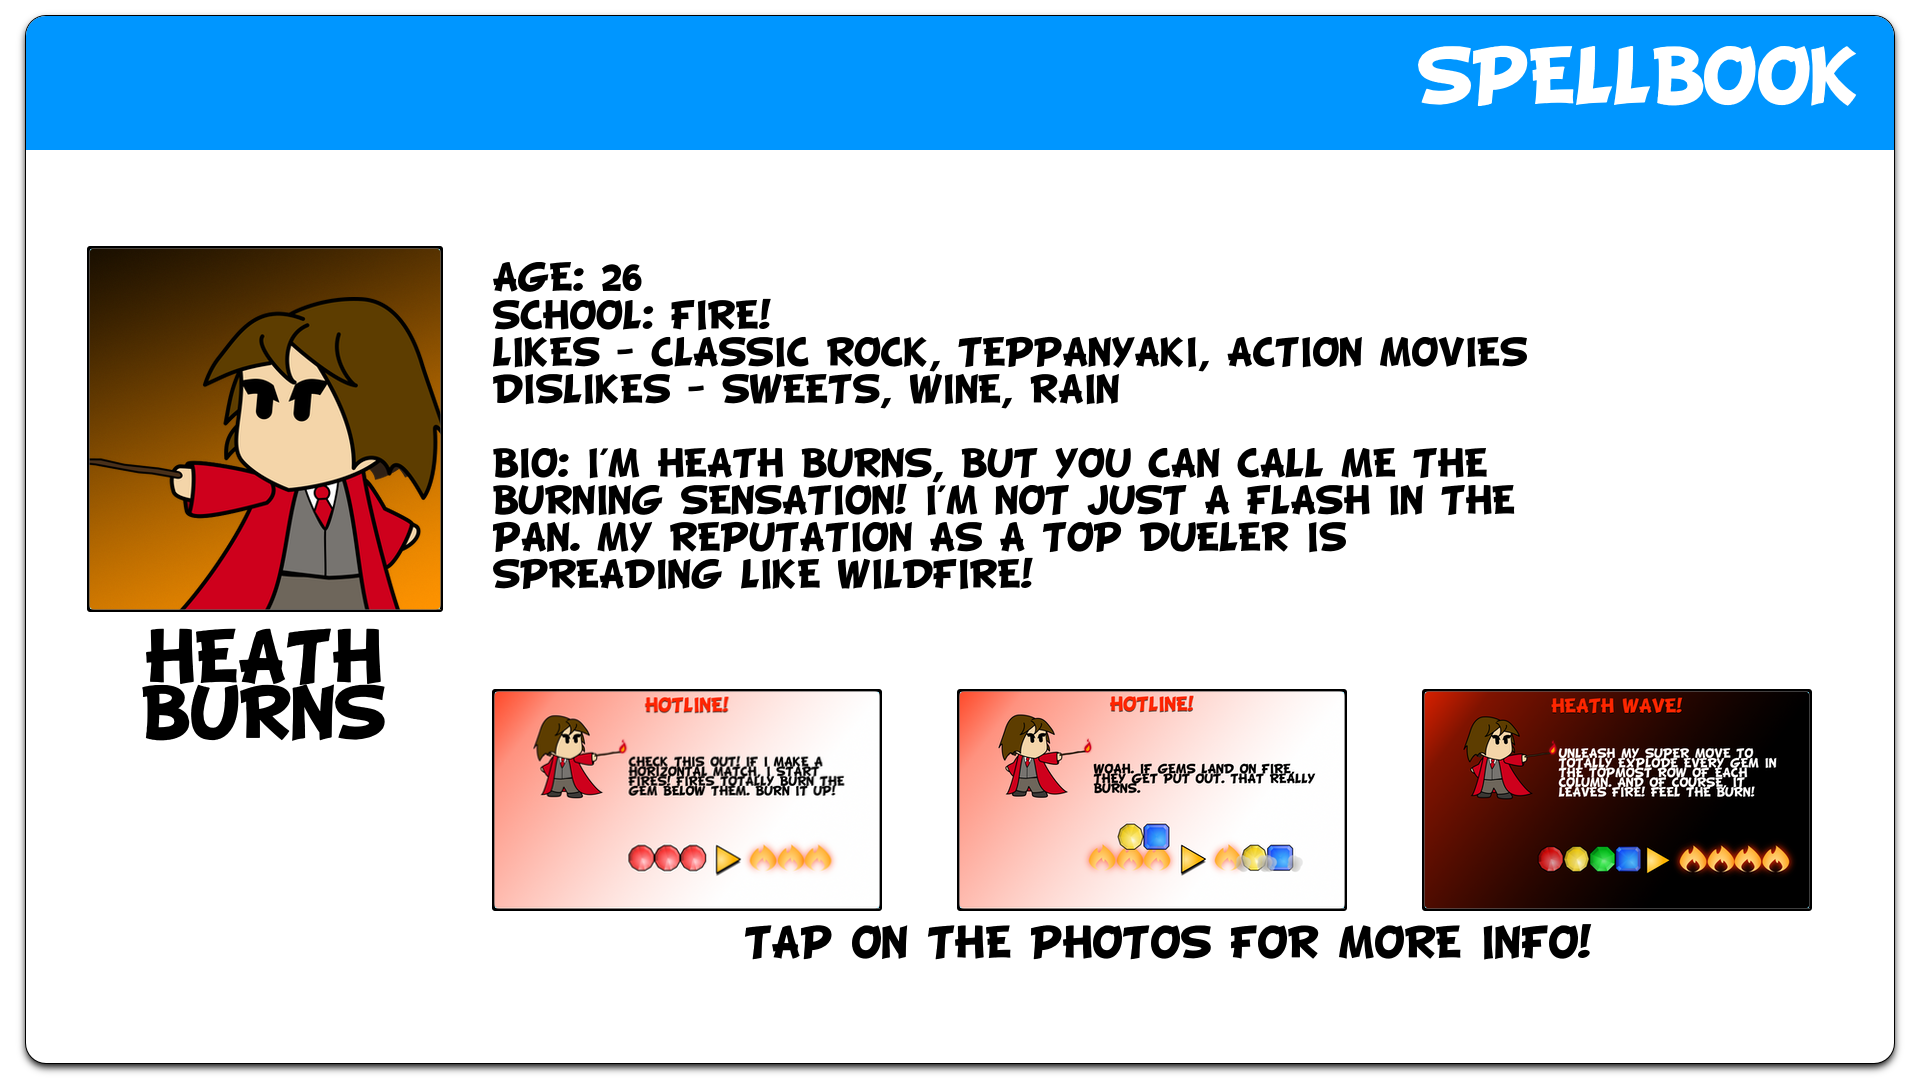 SPELLBOOK
AGE: 26
SCHOOL: FIRE!
LIKES - CLASSIC ROCK, TEPPANYAKI, ACTION MOVIES
DISLIKES - SWEETS, WINE, RAIN
BIO: I'M HEATH BURNS, BUT YOU CAN CALL ME THE
BURNING SENSATION! I'M NOT JUST A FLASH IN THE
PAN. MY REPUTATION AS A TOP DUELER IS
SPREADING LIKE WILDFIRE!
HEATH
BURNS
HOTLINE!
CHECK THIS OUT! IF I MAKE A
HORIZONTAL MATCH, I START
FIRES! FIRES TOTALLY BURN THE
GEM BELOW THEM. BURN IT UP!
HOTLINE!
WOAH. IF GEMS LAND ON FIRE,
THEY GET PUT OUT. THAT REALLY
BURNS.
HEATH WAVE!
UNLEASH MY SUPER MOVE TO
TOTALLY EXPLODE EVERY GEM IN
THE TOPMOST ROW OF EACH
COLUMN. AND OF COURSE, IT
LEAVES FIRE! FEEL THE BURN!
TAP ON THE PHOTOS FOR MORE INFO!